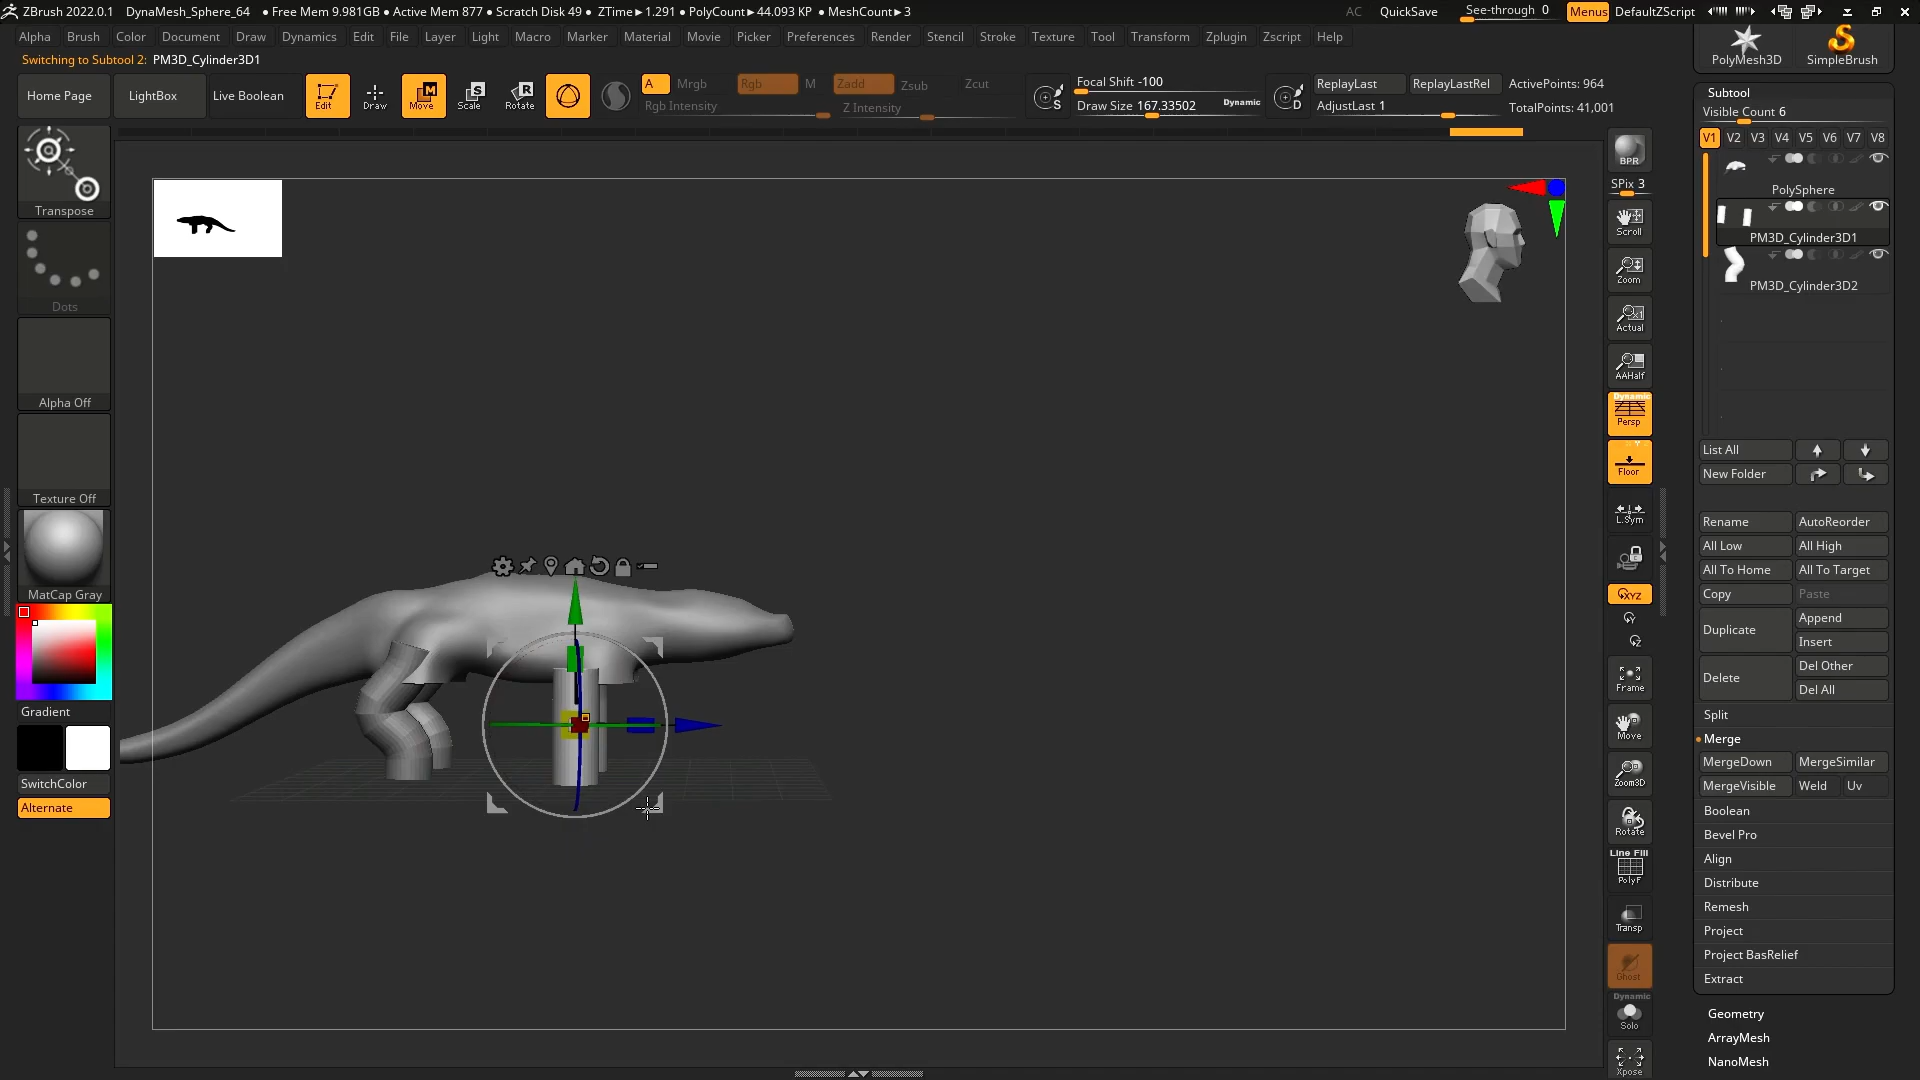 ZBrush 2022.0.1 DynaMesh_Sphere_64 ● Free Mem 9.981GB ● Active Mem 877 ● Scratch Disk 49 ● ZTime►1.291 ● PolyCount►44.093 KP ● MeshCount►3 AC QuickSave See-through 0 Menus DefaultZScript
Alpha Brush Color Document Draw Dynamics Edit File Layer Light Macro Marker Material Movie Picker Preferences Render Stencil Stroke Texture Tool Transform Zplugin Zscript Help
Switching to Subtool 2: PM3D_Cylinder3D1
Home Page LightBox Live Boolean Edit Draw Move Scale Rotate
A Mrgb Rgb M Zadd Zsub Zcut
Rgb Intensity Z Intensity
Focal Shift -100
Draw Size 167.33502 Dynamic
ReplayLast ReplayLastRel ActivePoints: 964
AdjustLast 1 TotalPoints: 41,001
Transpose
Dots
Alpha Off
Texture Off
MatCap Gray
Gradient
SwitchColor
Alternate
BPR
SPix 3
Scroll
Zoom
Actual
AAHalf
Dynamic
Persp
Floor
L.Sym
XYZ
Y
Z
Frame
Move
Zoom3D
Rotate
Line Fill
PolyF
Transp
Ghost
Dynamic
Solo
Xpose
PolyMesh3D SimpleBrush
Subtool
Visible Count 6
V1 V2 V3 V4 V5 V6 V7 V8
PolySphere
PM3D_Cylinder3D1
PM3D_Cylinder3D2
List All
New Folder
Rename AutoReorder
All Low All High
All To Home All To Target
Copy Paste
Duplicate Append
Insert
Delete Del Other
Del All
Split
Merge
MergeDown MergeSimilar
MergeVisible Weld Uv
Boolean
Bevel Pro
Align
Distribute
Remesh
Project
Project BasRelief
Extract
Geometry
ArrayMesh
NanoMesh